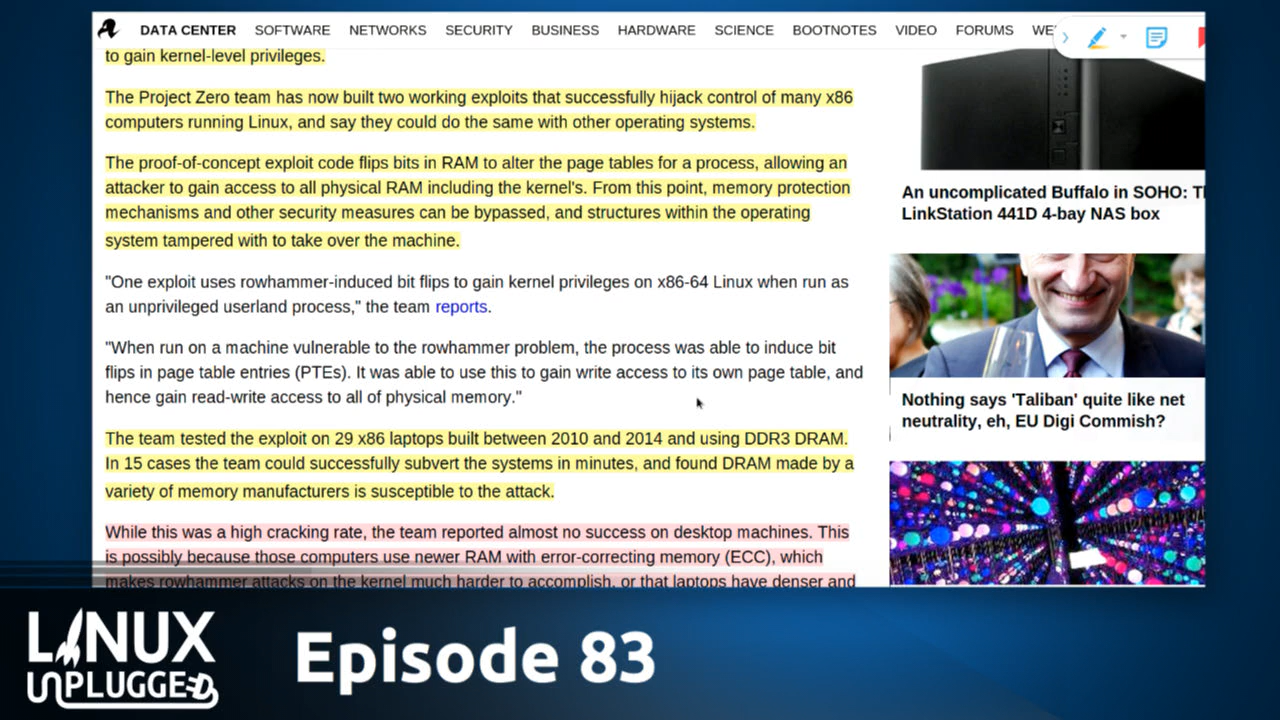 DATA CENTER SOFTWARE NETWORKS SECURITY BUSINESS HARDWARE SCIENCE BOOTNOTES VIDEO FORUMS
to gain kernel-level privileges.
The Project Zero team has now built two working exploits that successfully hijack control of many x86
computers running Linux, and say they could do the same with other operating systems.
The proof-of-concept exploit code flips bits in RAM to alter the page tables for a process, allowing an
attacker to gain access to all physical RAM including the kernel's. From this point, memory protection
mechanisms and other security measures can be bypassed, and structures within the operating
system tampered with to take over the machine.
"One exploit uses rowhammer-induced bit flips to gain kernel privileges on x86-64 Linux when run as
an unprivileged userland process," the team reports.
"When run on a machine vulnerable to the rowhammer problem, the process was able to induce bit
flips in page table entries (PTEs). It was able to use this to gain write access to its own page table, and
hence gain read-write access to all of physical memory."
The team tested the exploit on 29 x86 laptops built between 2010 and 2014 and using DDR3 DRAM.
In 15 cases the team could successfully subvert the systems in minutes, and found DRAM made by a
variety of memory manufacturers is susceptible to the attack.
While this was a high cracking rate, the team reported almost no success on desktop machines. This
is possibly because those computers use newer RAM with error-correcting memory (ECC), which
makes rowhammer attacks on the kernel much harder to accomplish, or that laptops have denser and
An uncomplicated Buffalo in SOHO:
LinkStation 441D 4-bay NAS box
Nothing says 'Taliban' quite like net
neutrality, eh, EU Digi Commish?
LINUX
UNPLUGGED
Episode 83